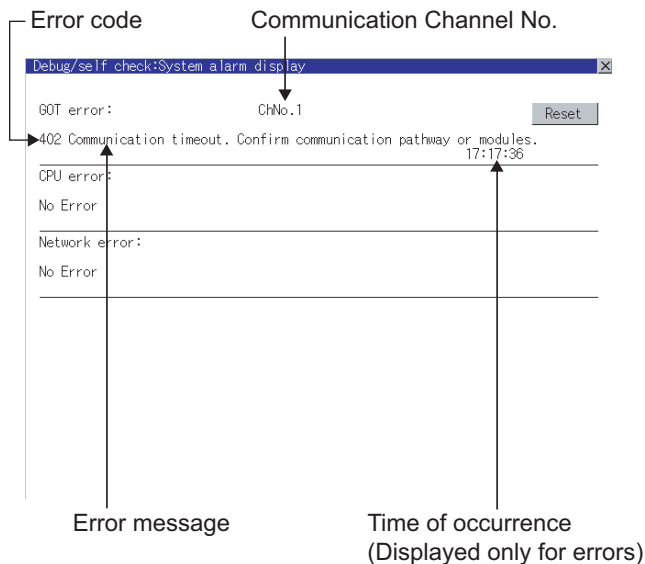 Error code
Communication Channel No.
Debug/self check:System alarm display
GOT error:
ChNo.1
Reset
402 Communication timeout. Confirm communication pathway or modules.
17:17:36
CPU error:
No Error
Network error:
No Error
Error message
Time of occurrence
(Displayed only for errors)